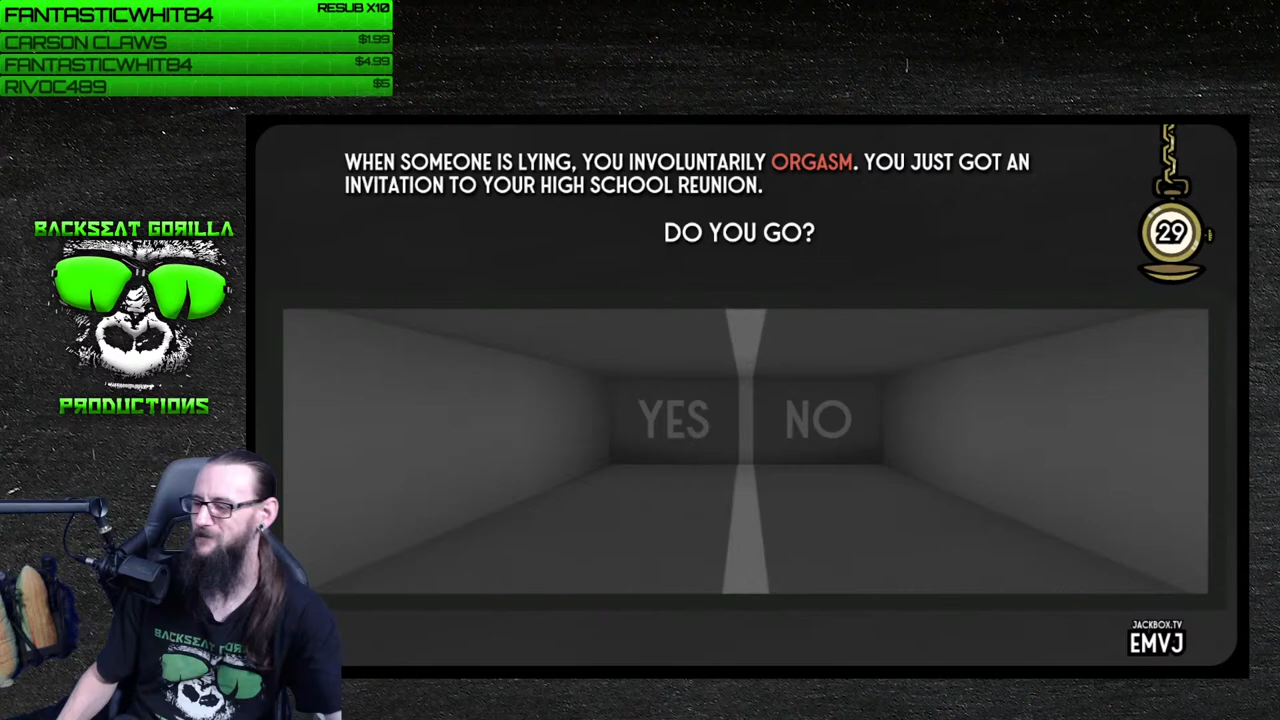 FANTASTICWHIT84 RESUB X10
CARSON CLAWS $1.99
FANTASTICWHIT84 $4.99
RIVOC489 $5
WHEN SOMEONE IS LYING, YOU INVOLUNTARILY ORGASM. YOU JUST GOT AN
INVITATION TO YOUR HIGH SCHOOL REUNION.
DO YOU GO?
29
BACKSEAT GORILLA
PRODUCTIONS
YES NO
JACKBOX.TV
EMVJ
BACKSEAT GOR